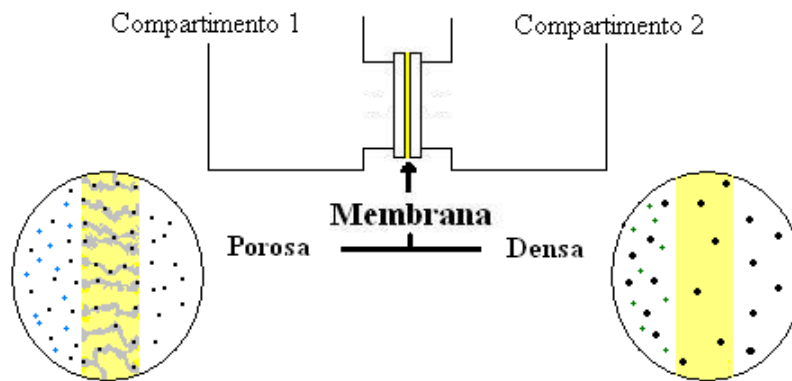 Compartimento 1
Compartimento 2
Membrana
Porosa
Densa